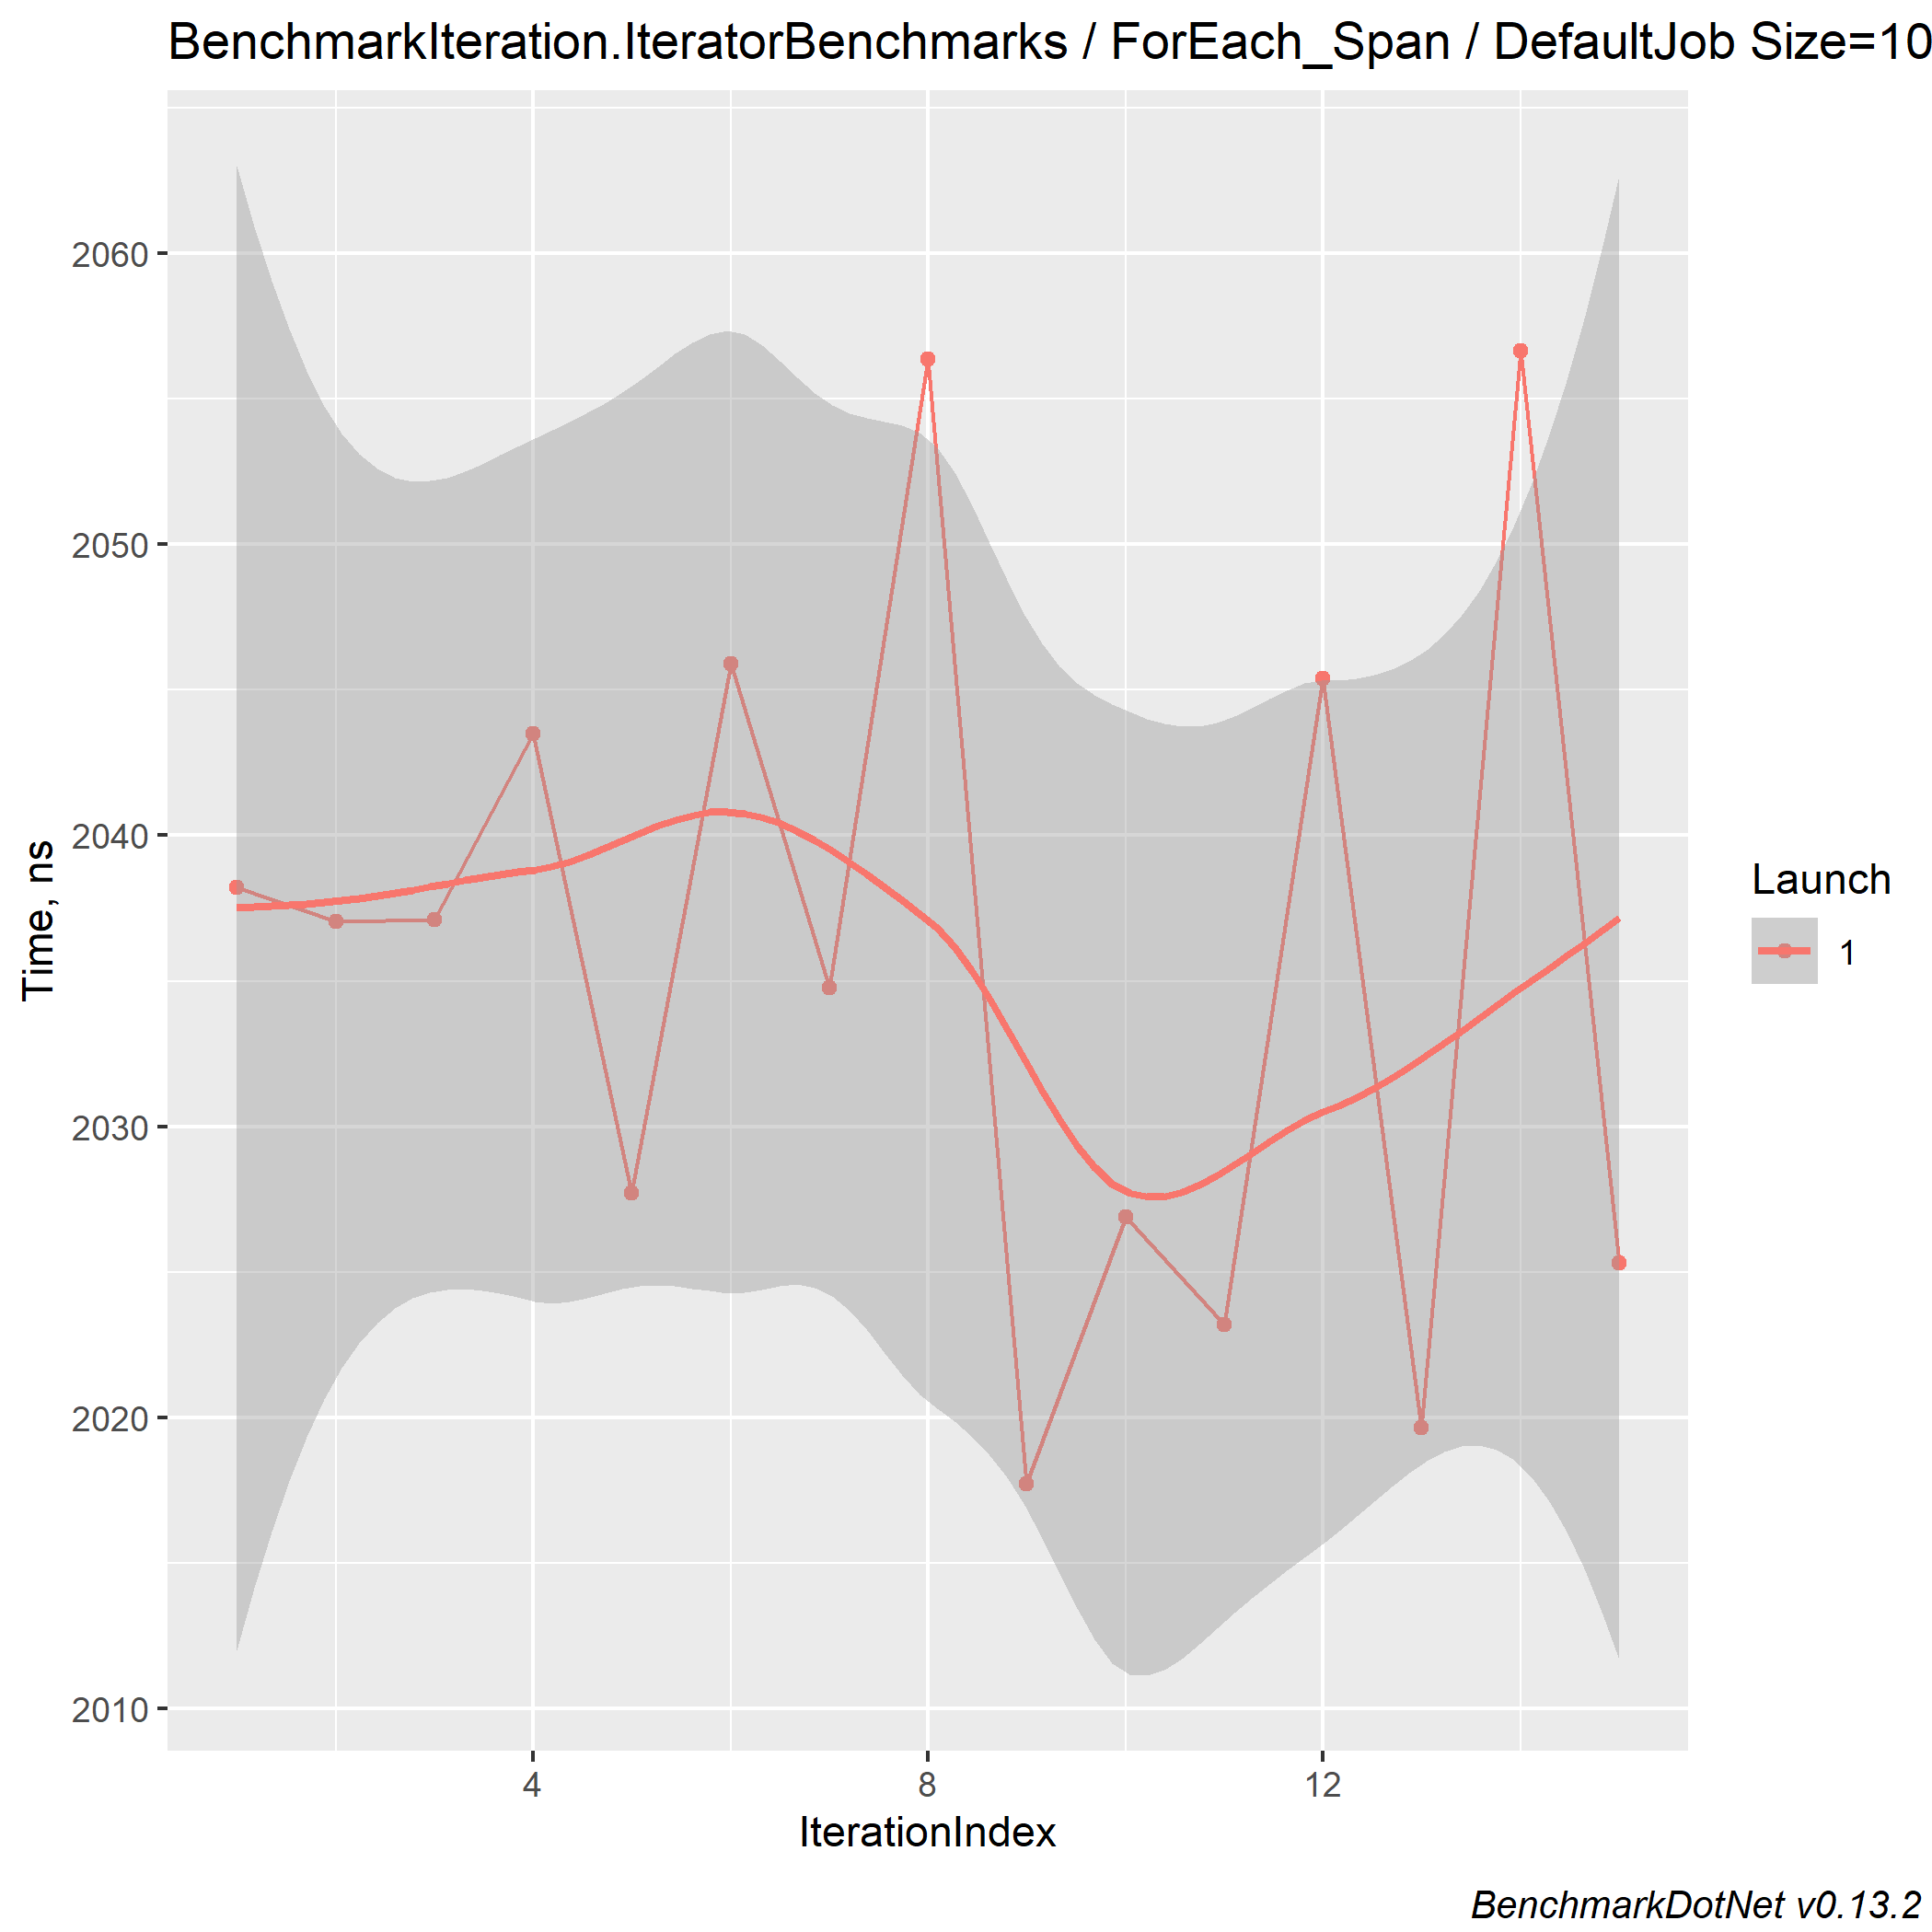 BenchmarkIteration.IteratorBenchmarks / ForEach_Span / DefaultJob Size=10
2060
2050
2040
2030
2020
2010
Time, ns
4 8 12
IterationIndex
Launch
1
BenchmarkDotNet v0.13.2